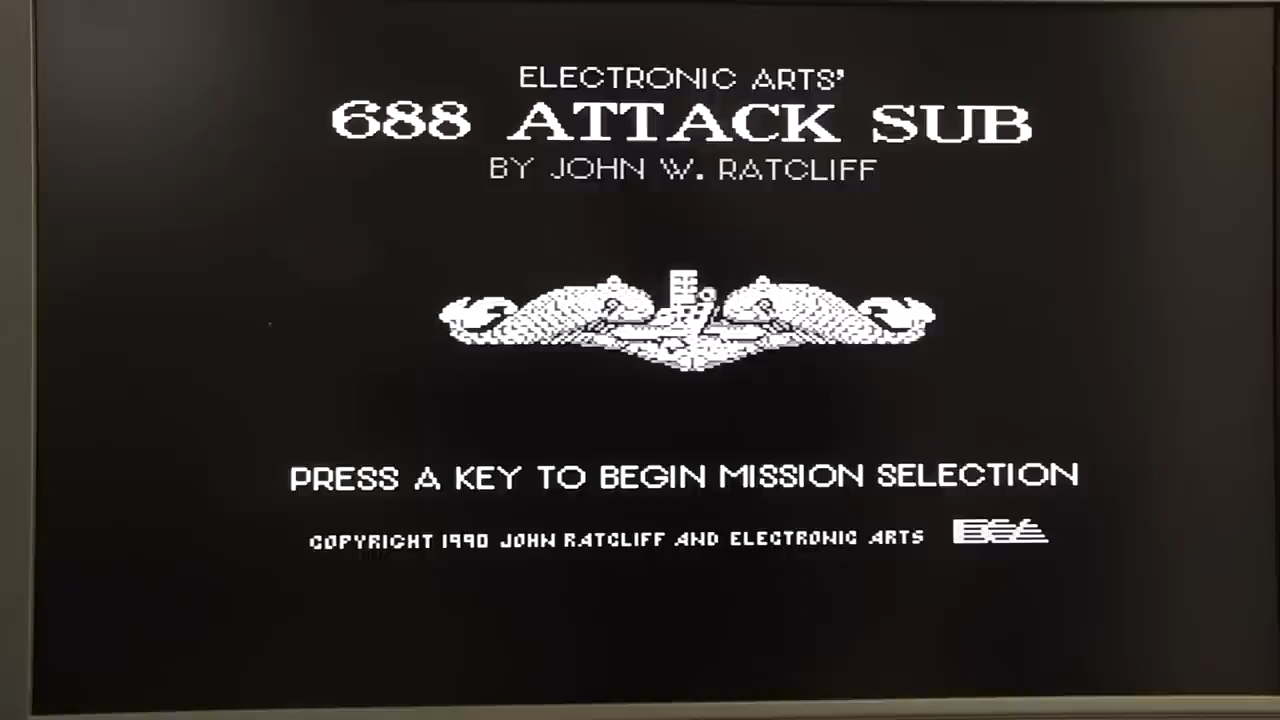 ELECTRONIC ARTS'
688 ATTACK SUB
BY JOHN W. RATCLIFF
PRESS A KEY TO BEGIN MISSION SELECTION
COPYRIGHT 1990 JOHN RATCLIFF AND ELECTRONIC ARTS